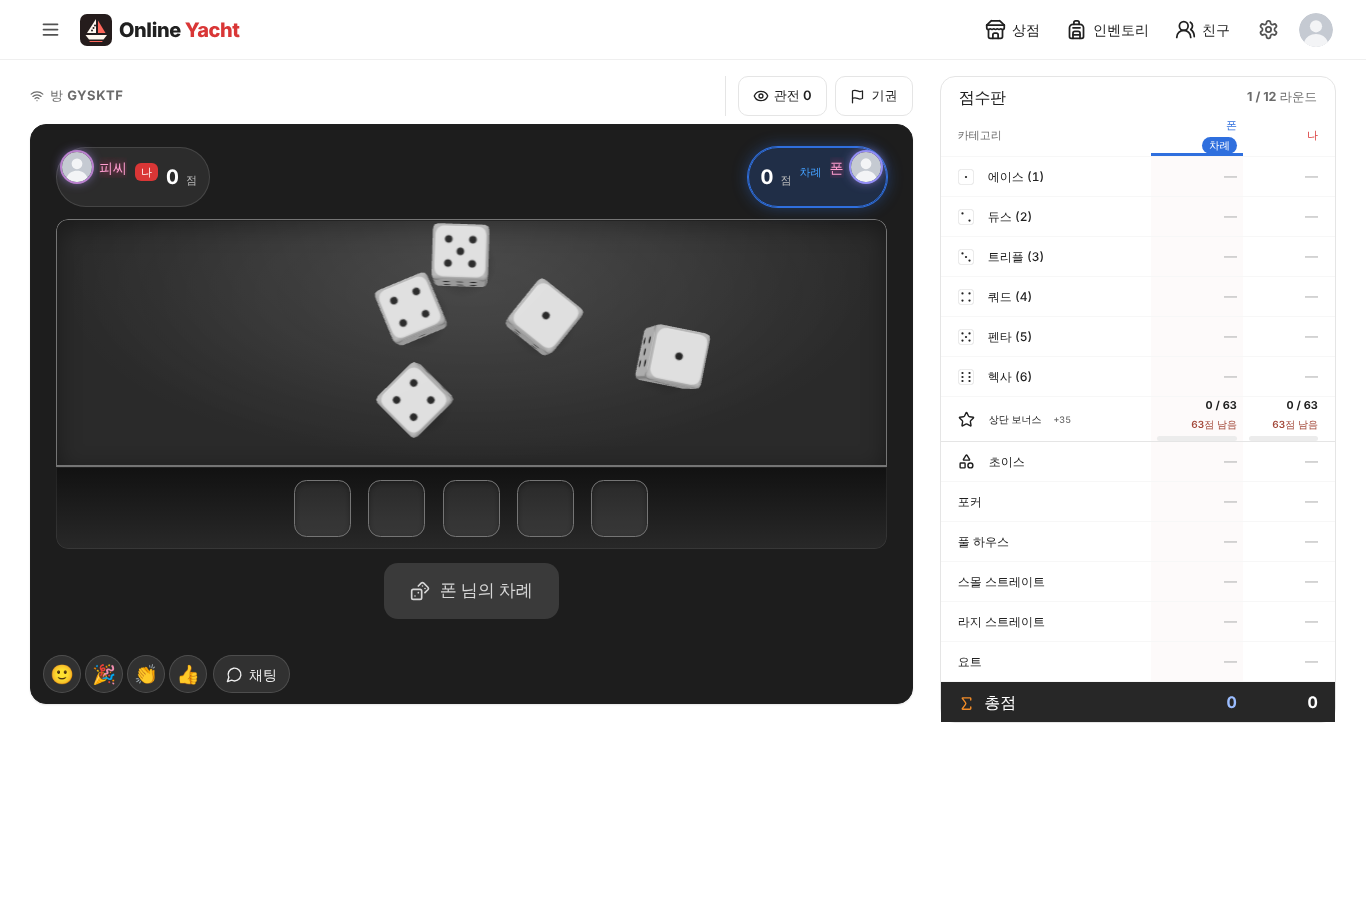 Online Yacht
상점
인벤토리
친구
방 GYSKTF
관전 0
기권
피씨 나 0 점
0 점 차례 폰
폰 님의 차례
채팅
점수판
1 / 12 라운드
카테고리
폰
차례
나
에이스 (1) — —
듀스 (2) — —
트리플 (3) — —
쿼드 (4) — —
펜타 (5) — —
헥사 (6) — —
상단 보너스 +35
0 / 63 0 / 63
63점 남음 63점 남음
초이스 — —
포커 — —
풀 하우스 — —
스몰 스트레이트 — —
라지 스트레이트 — —
요트 — —
Σ 총점 0 0